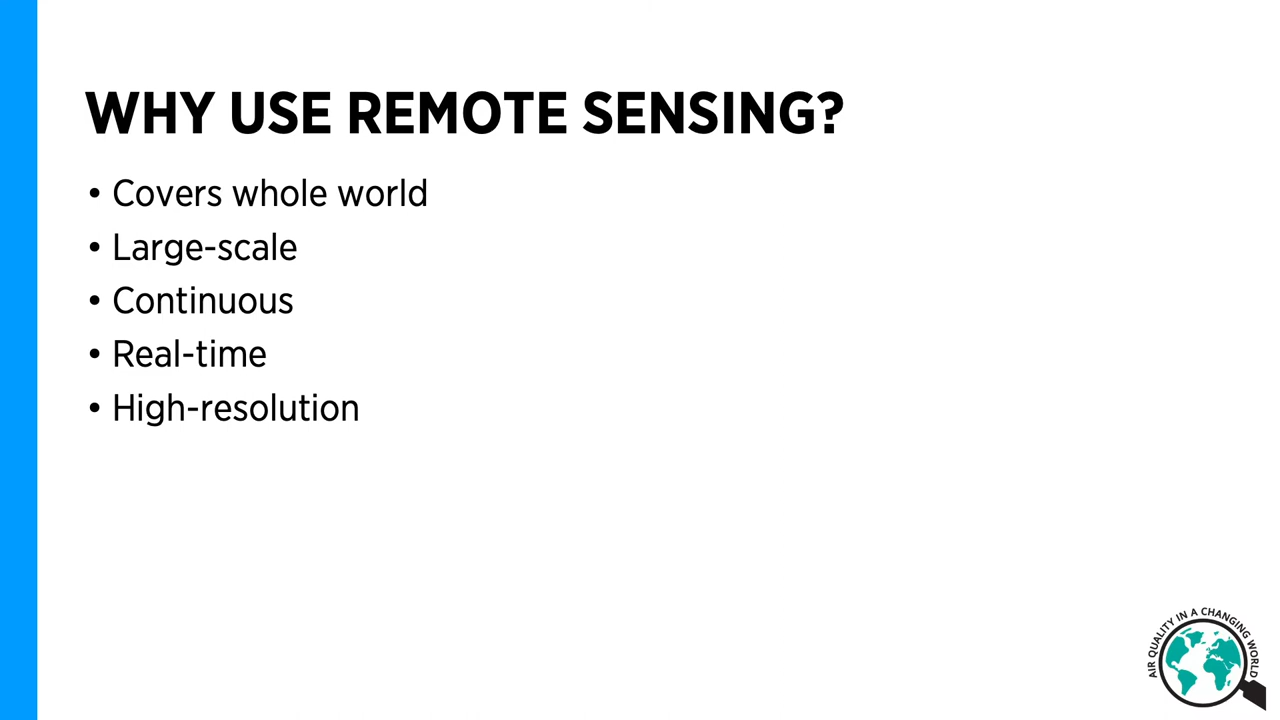 WHY USE REMOTE SENSING?
• Covers whole world
• Large-scale
• Continuous
• Real-time
• High-resolution
AIR QUALITY IN A CHANGING WORLD